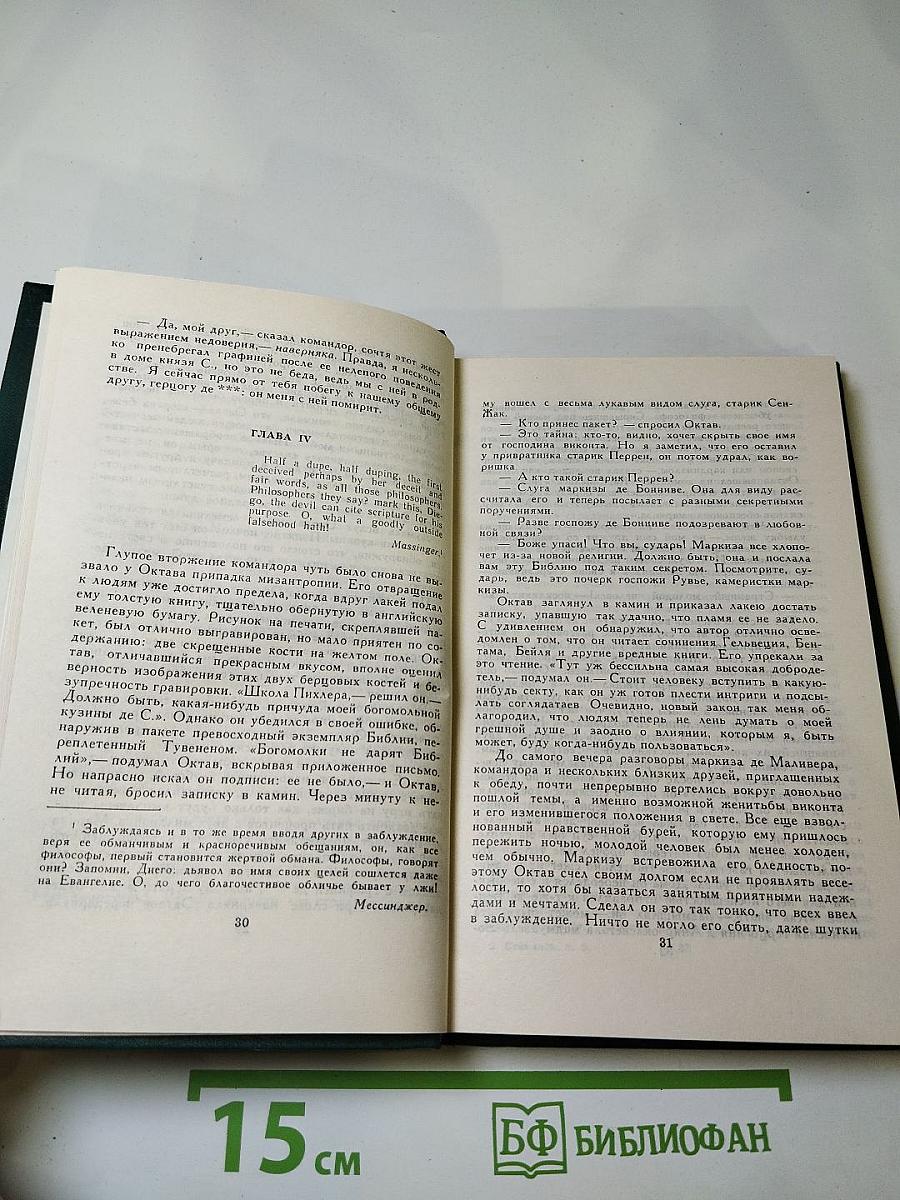 — Да, мой друг,— сказал командор, сочтя этот жест
выражением недоверия,— наверняка. Правда, я несколь-
ко пренебрегал графиней после ее нелепого поведения
в доме князя С., но это не беда, ведь мы с ней в род-
стве. Я сейчас прямо от тебя побегу к нашему общему
другу, герцогу де ***: он меня с ней помирит.
ГЛАВА IV
Half a dupe, half duping, the first
deceived perhaps by her deceit and
fair words, as all those philosophers.
Philosophers they say? mark this, Die-
go, the devil can cite scripture for his
purpose. O, what a goodly outside
falsehood hath!
Massinger.¹
Глупое вторжение командора чуть было снова не вы-
звало у Октава припадка мизантропии. Его отвращение
к людям уже достигло предела, когда вдруг лакей подал
ему толстую книгу, тщательно обернутую в английскую
веленевую бумагу. Рисунок на печати, скреплявшей па-
кет, был отлично выгравирован, но мало приятен по со-
держанию: две скрещенные кости на желтом поле. Ок-
тав, отличавшийся прекрасным вкусом, вполне оценил
верность изображения этих двух берцовых костей и бе-
зупречность гравировки. «Школа Пихлера,— решил он.—
Должно быть, какая-нибудь причуда моей богомольной
кузины де С.». Однако он убедился в своей ошибке, об-
наружив в пакете превосходный экземпляр Библии, пе-
реплетенный Тувененом. «Богомолки не дарят Биб-
лий»,— подумал Октав, вскрывая приложенное письмо.
Но напрасно искал он подписи: ее не было,— и Октав,
не читая, бросил записку в камин. Через минуту к не-
¹ Заблуждаясь и в то же время вводя других в заблуждение,
веря ее обманчивым и красноречивым обещаниям, он, как все
философы, первый становится жертвой обмана. Философы, говорят
они? Запомни, Диего: дьявол во имя своих целей сошлется даже
на Евангелие. О, до чего благочестивое обличье бывает у лжи!
Мессинджер.
30
му вошел с весьма лукавым видом слуга, старик Сен-
Жак.
— Кто принес пакет? — спросил Октав.
— Это тайна: кто-то, видно, хочет скрыть свое имя
от господина виконта. Но я заметил, что его оставил
у привратника старик Перрен, он потом удрал, как во-
ришка
— А кто такой старик Перрен?
— Слуга маркизы де Бонниве. Она для виду рас-
считала его и теперь посылает с разными секретными
поручениями.
— Разве госпожу де Бонниве подозревают в любов-
ной связи?
— Боже упаси! Что вы, сударь! Маркиза все хлопо-
чет из-за новой религии. Должно быть, она и послала
вам эту Библию под таким секретом. Посмотрите, су-
дарь, ведь это почерк госпожи Рувье, камеристки мар-
кизы.
Октав заглянул в камин и приказал лакею достать
записку, упавшую так удачно, что пламя ее не задело.
С удивлением он обнаружил, что автор отлично осве-
домлен о том, что он читает сочинения Гельвеция, Бен-
тама, Бейля и другие вредные книги. Его упрекали за
это чтение. «Тут уж бессильна самая высокая доброде-
тель,— подумал он.— Стоит человеку вступить в какую-
нибудь секту, как он уж готов плести интриги и подсы-
лать соглядатаев Очевидно, новый закон так меня об-
лагородил, что людям теперь не лень думать о моей
грешной душе и заодно о влиянии, которым я, быть
может, буду когда-нибудь пользоваться».
До самого вечера разговоры маркиза де Маливера,
командора и нескольких близких друзей, приглашенных
к обеду, почти непрерывно вертелись вокруг довольно
пошлой темы, а именно возможной женитьбы виконта
и его изменившегося положения в свете. Все еще взвол-
нованный нравственной бурей, которую ему пришлось
пережить ночью, молодой человек был менее холоден,
чем обычно. Маркизу встревожила его бледность, по-
этому Октав счел своим долгом если не проявлять весе-
лости, то хотя бы казаться занятым приятными надеж-
дами и мечтами. Сделал он это так тонко, что всех ввел
в заблуждение. Ничто не могло его сбить, даже шутки
31
15 см
БФ БИБЛИОФАН